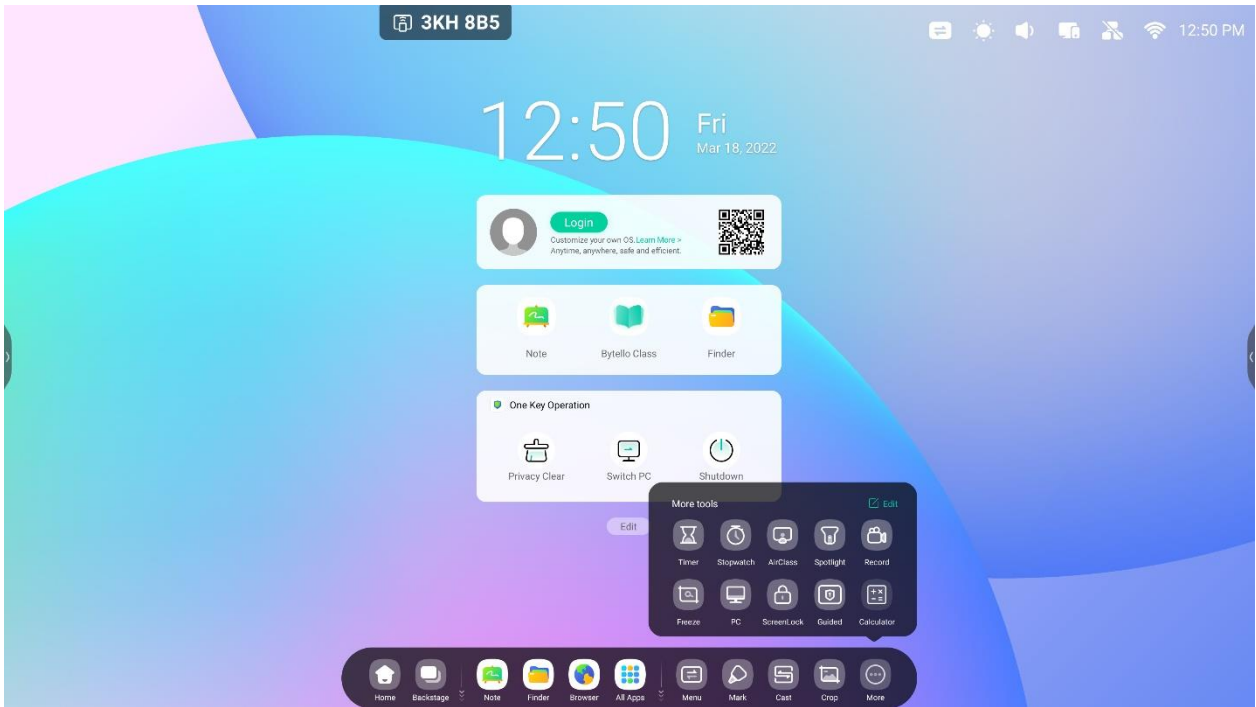 3KH 8B5
12:50 PM
12:50
Fri
Mar 18, 2022
Login
Customize your own OS.Learn More >
Anytime, anywhere, safe and efficient.
Note Bytello Class Finder
One Key Operation
Privacy Clear Switch PC Shutdown
Edit
More tools Edit
Timer Stopwatch AirClass Spotlight Record
Freeze PC ScreenLock Guided Calculator
Home Backstage Note Finder Browser All Apps Menu Mark Cast Crop More